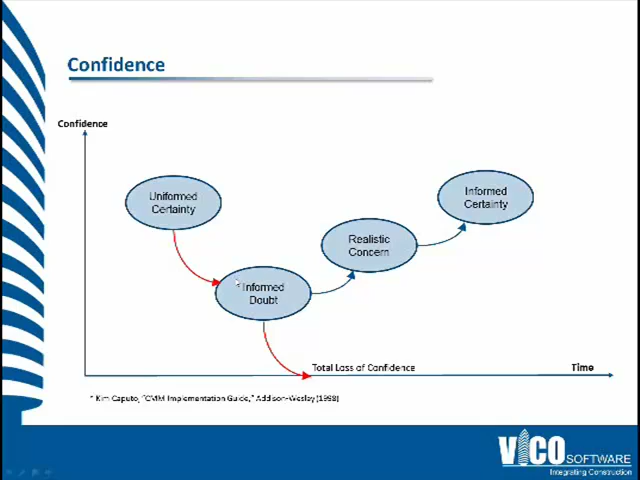 Confidence
Confidence
Uniformed
Certainty
Informed
Certainty
Realistic
Concern
Informed
Doubt
Total Loss of Confidence
Time
* Kim Caputo, "CMM Implementation Guide," Addison-Wesley (1998)
VICO SOFTWARE
Integrating Construction